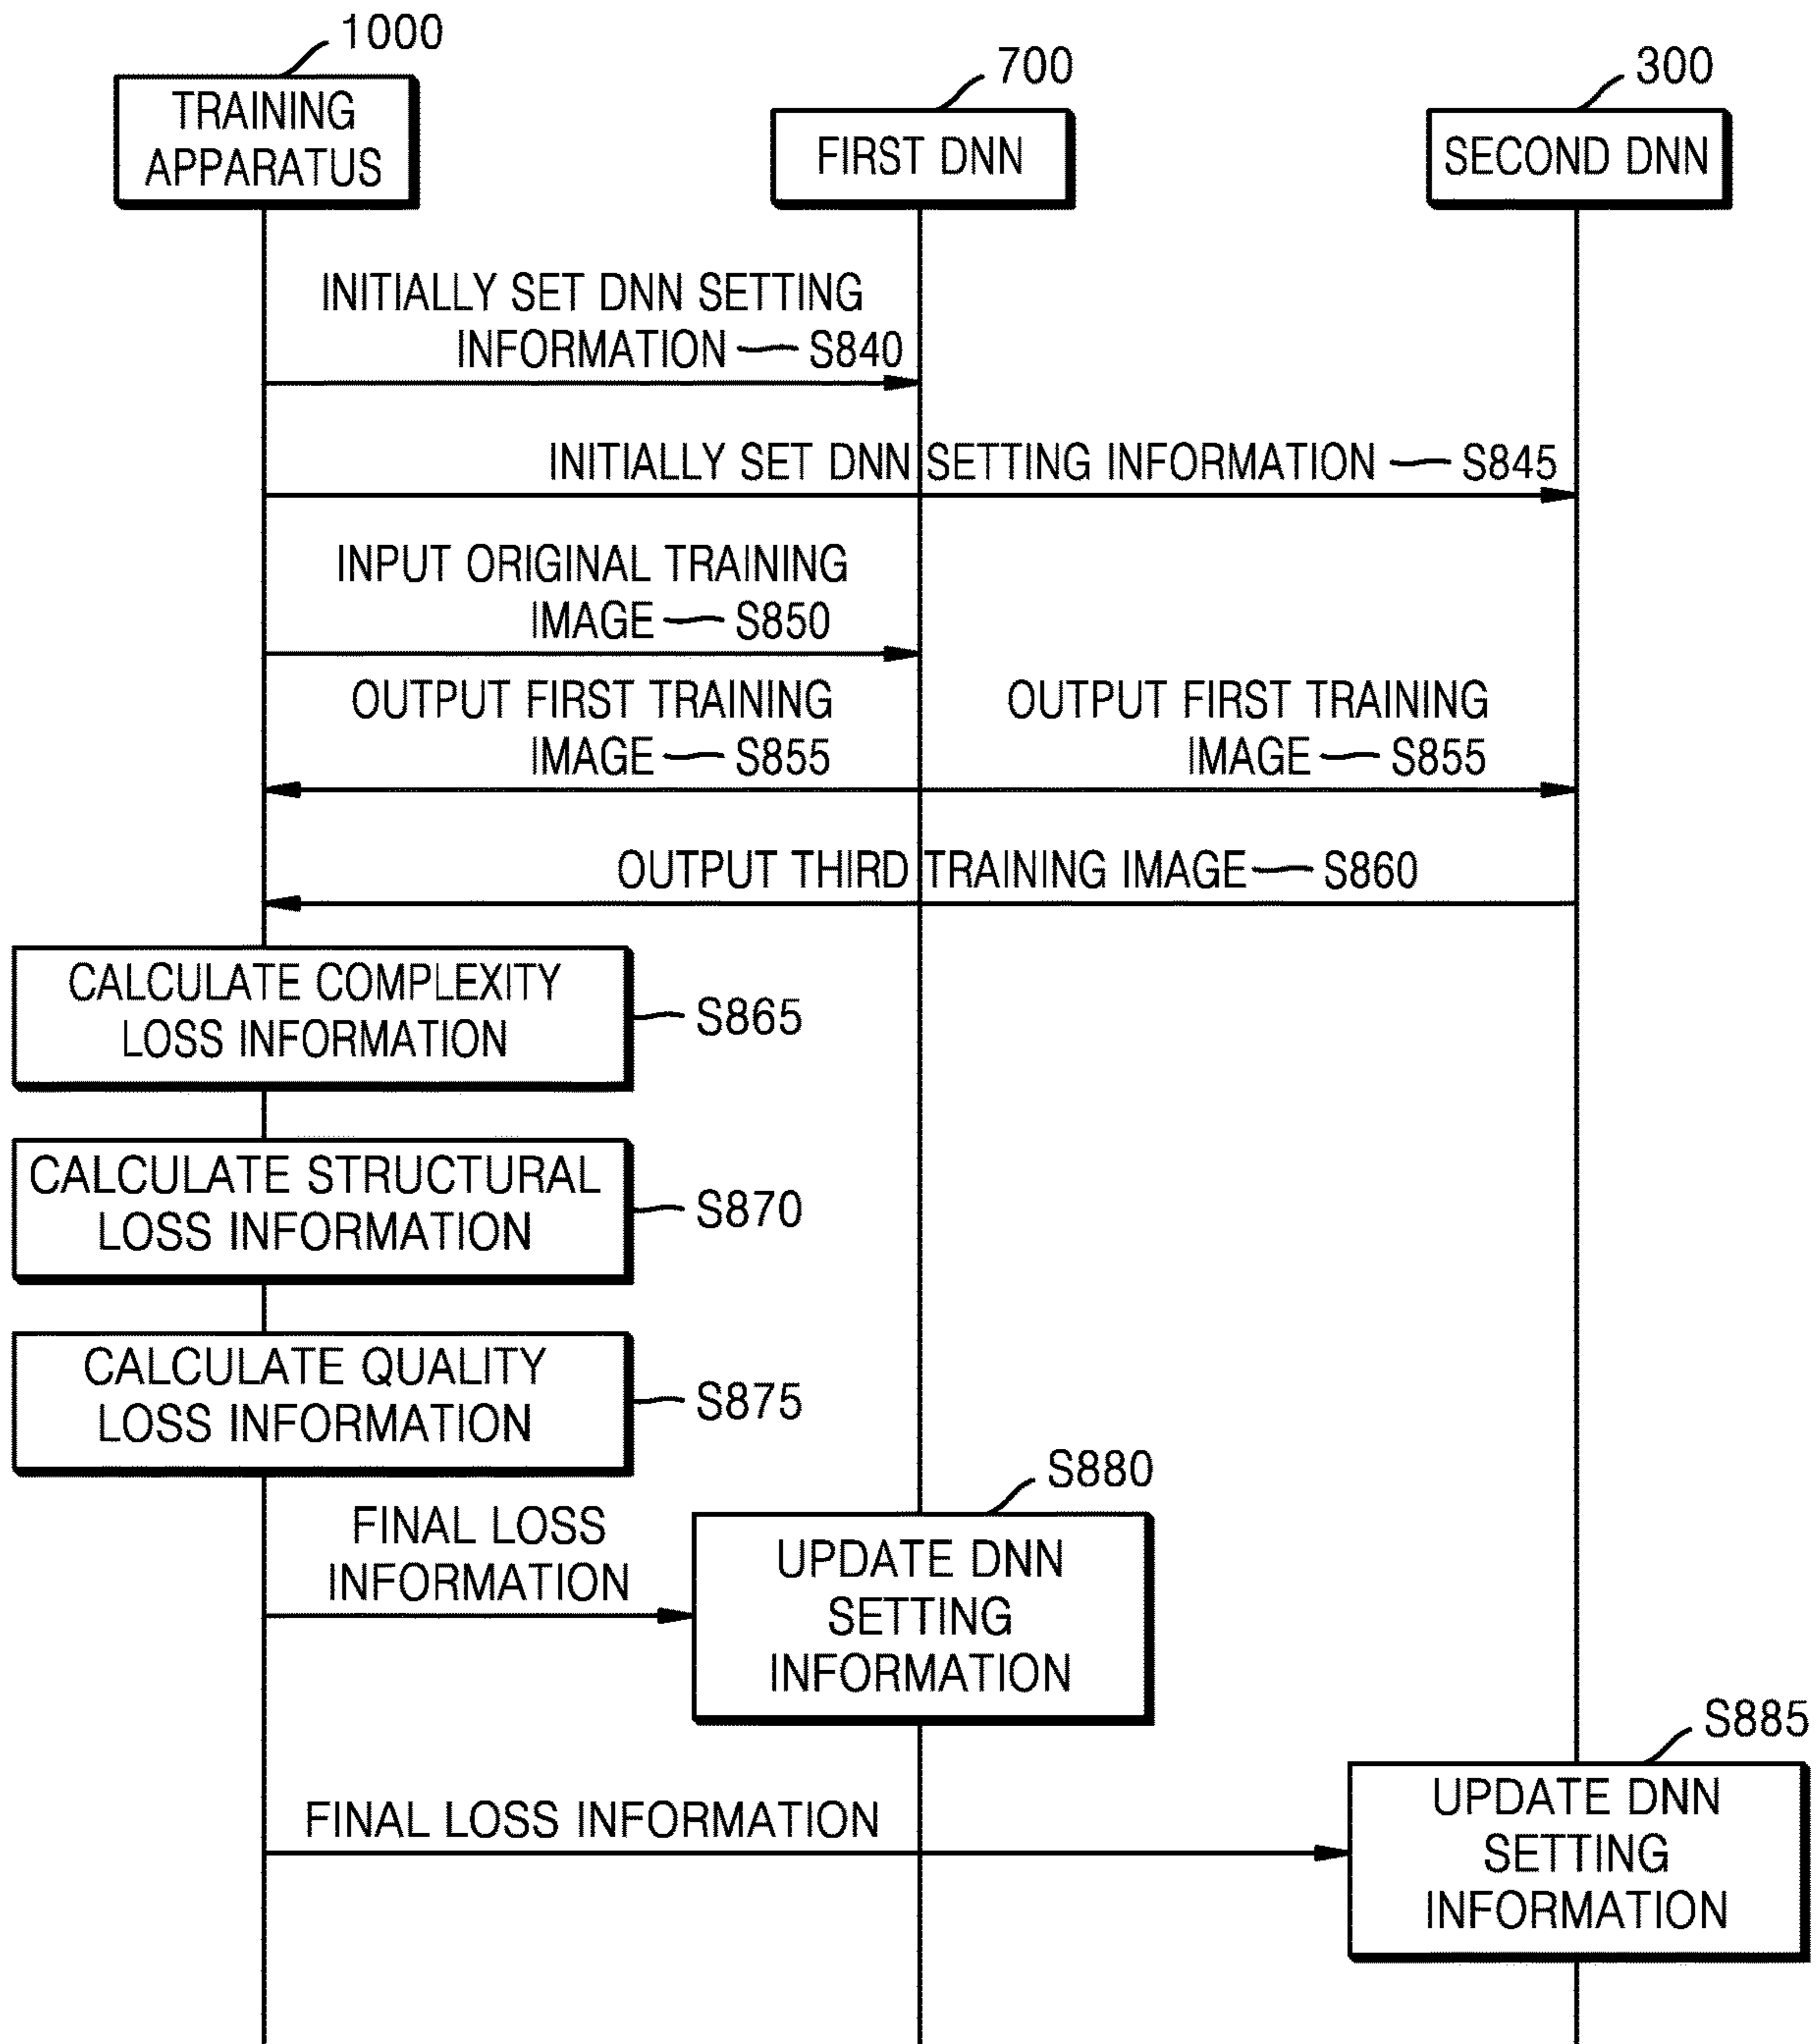 1000
700
300
TRAINING
APPARATUS
FIRST DNN
SECOND DNN
INITIALLY SET DNN SETTING
INFORMATION S840
INITIALLY SET DNN SETTING INFORMATION S845
INPUT ORIGINAL TRAINING
IMAGE S850
OUTPUT FIRST TRAINING
IMAGE S855
OUTPUT FIRST TRAINING
IMAGE S855
OUTPUT THIRD TRAINING IMAGE S860
CALCULATE COMPLEXITY
LOSS INFORMATION
S865
CALCULATE STRUCTURAL
LOSS INFORMATION
S870
CALCULATE QUALITY
LOSS INFORMATION
S875
FINAL LOSS
INFORMATION
S880
UPDATE DNN
SETTING
INFORMATION
FINAL LOSS INFORMATION
S885
UPDATE DNN
SETTING
INFORMATION